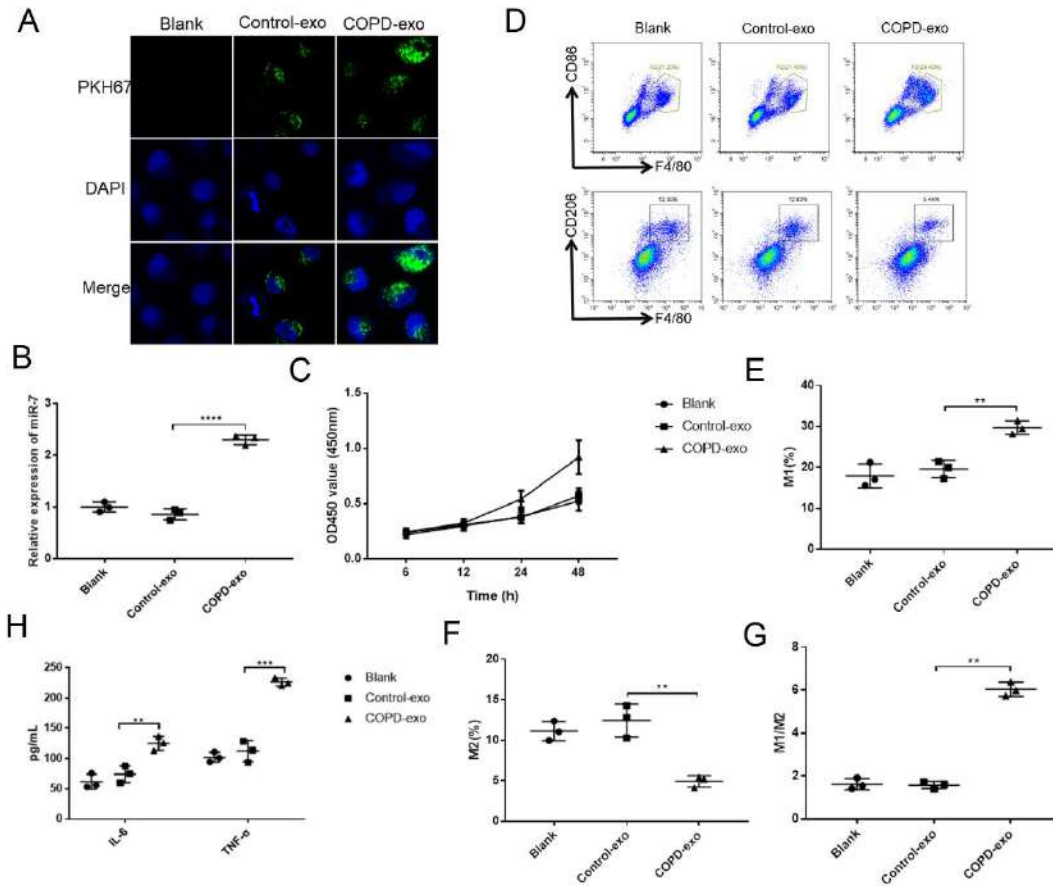 A
Blank Control-exo COPD-exo
PKH67
DAPI
Merge
D
Blank Control-exo COPD-exo
CD86
F4/80
CD206
F4/80
B
Relative expression of miR-7
3
2
1
0
****
Blank Control-exo COPD-exo
C
OD450 value (450nm)
1.5
1.0
0.5
0.0
6 12 24 48
Time (h)
Blank
Control-exo
COPD-exo
E
M1(%)
40
30
20
10
0
**
Blank Control-exo COPD-exo
H
pg/mL
250
200
150
100
50
0
**
***
IL-6 TNF-α
Blank
Control-exo
COPD-exo
F
M2(%)
20
15
10
5
0
**
Blank Control-exo COPD-exo
G
M1/M2
8
6
4
2
0
**
Blank Control-exo COPD-exo